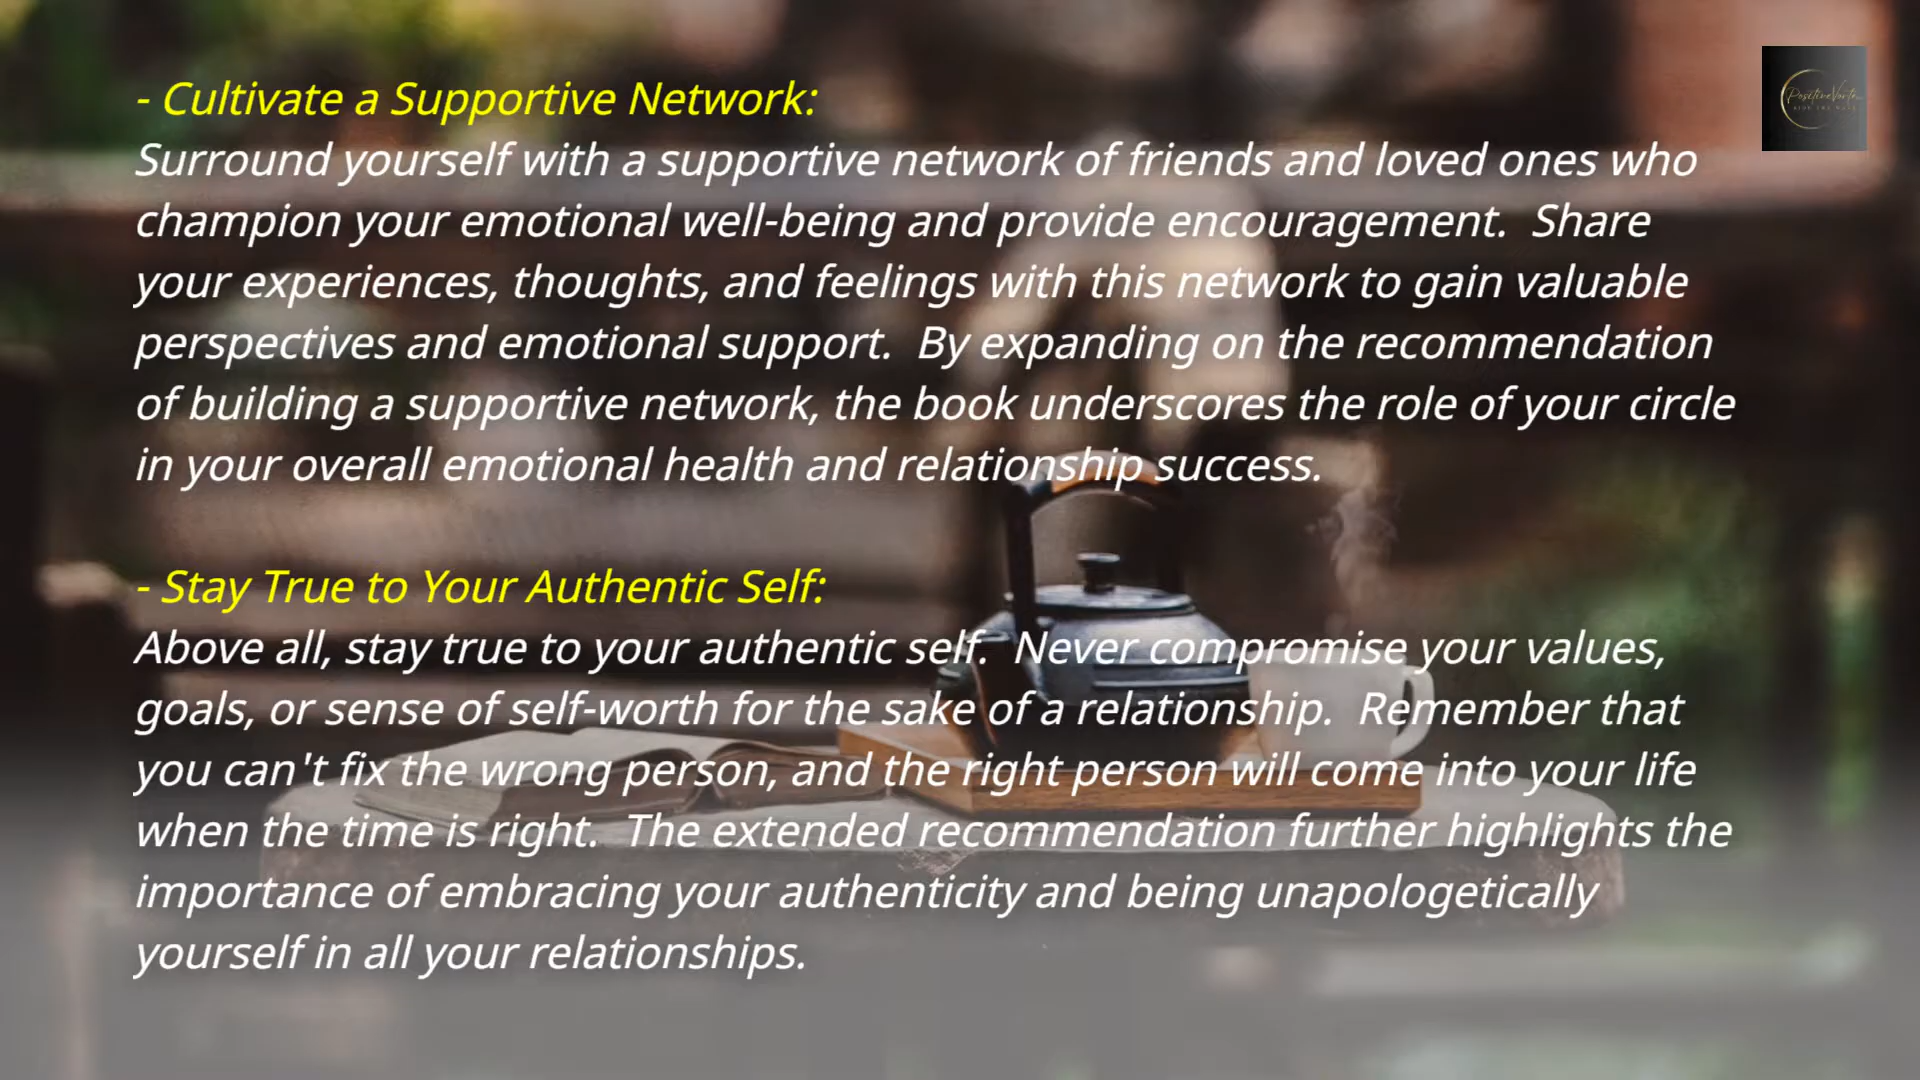 - Cultivate a Supportive Network:
Surround yourself with a supportive network of friends and loved ones who
champion your emotional well-being and provide encouragement.  Share
your experiences, thoughts, and feelings with this network to gain valuable
perspectives and emotional support.  By expanding on the recommendation
of building a supportive network, the book underscores the role of your circle
in your overall emotional health and relationship success.
- Stay True to Your Authentic Self:
Above all, stay true to your authentic self.  Never compromise your values,
goals, or sense of self-worth for the sake of a relationship.  Remember that
you can't fix the wrong person, and the right person will come into your life
when the time is right.  The extended recommendation further highlights the
importance of embracing your authenticity and being unapologetically
yourself in all your relationships.